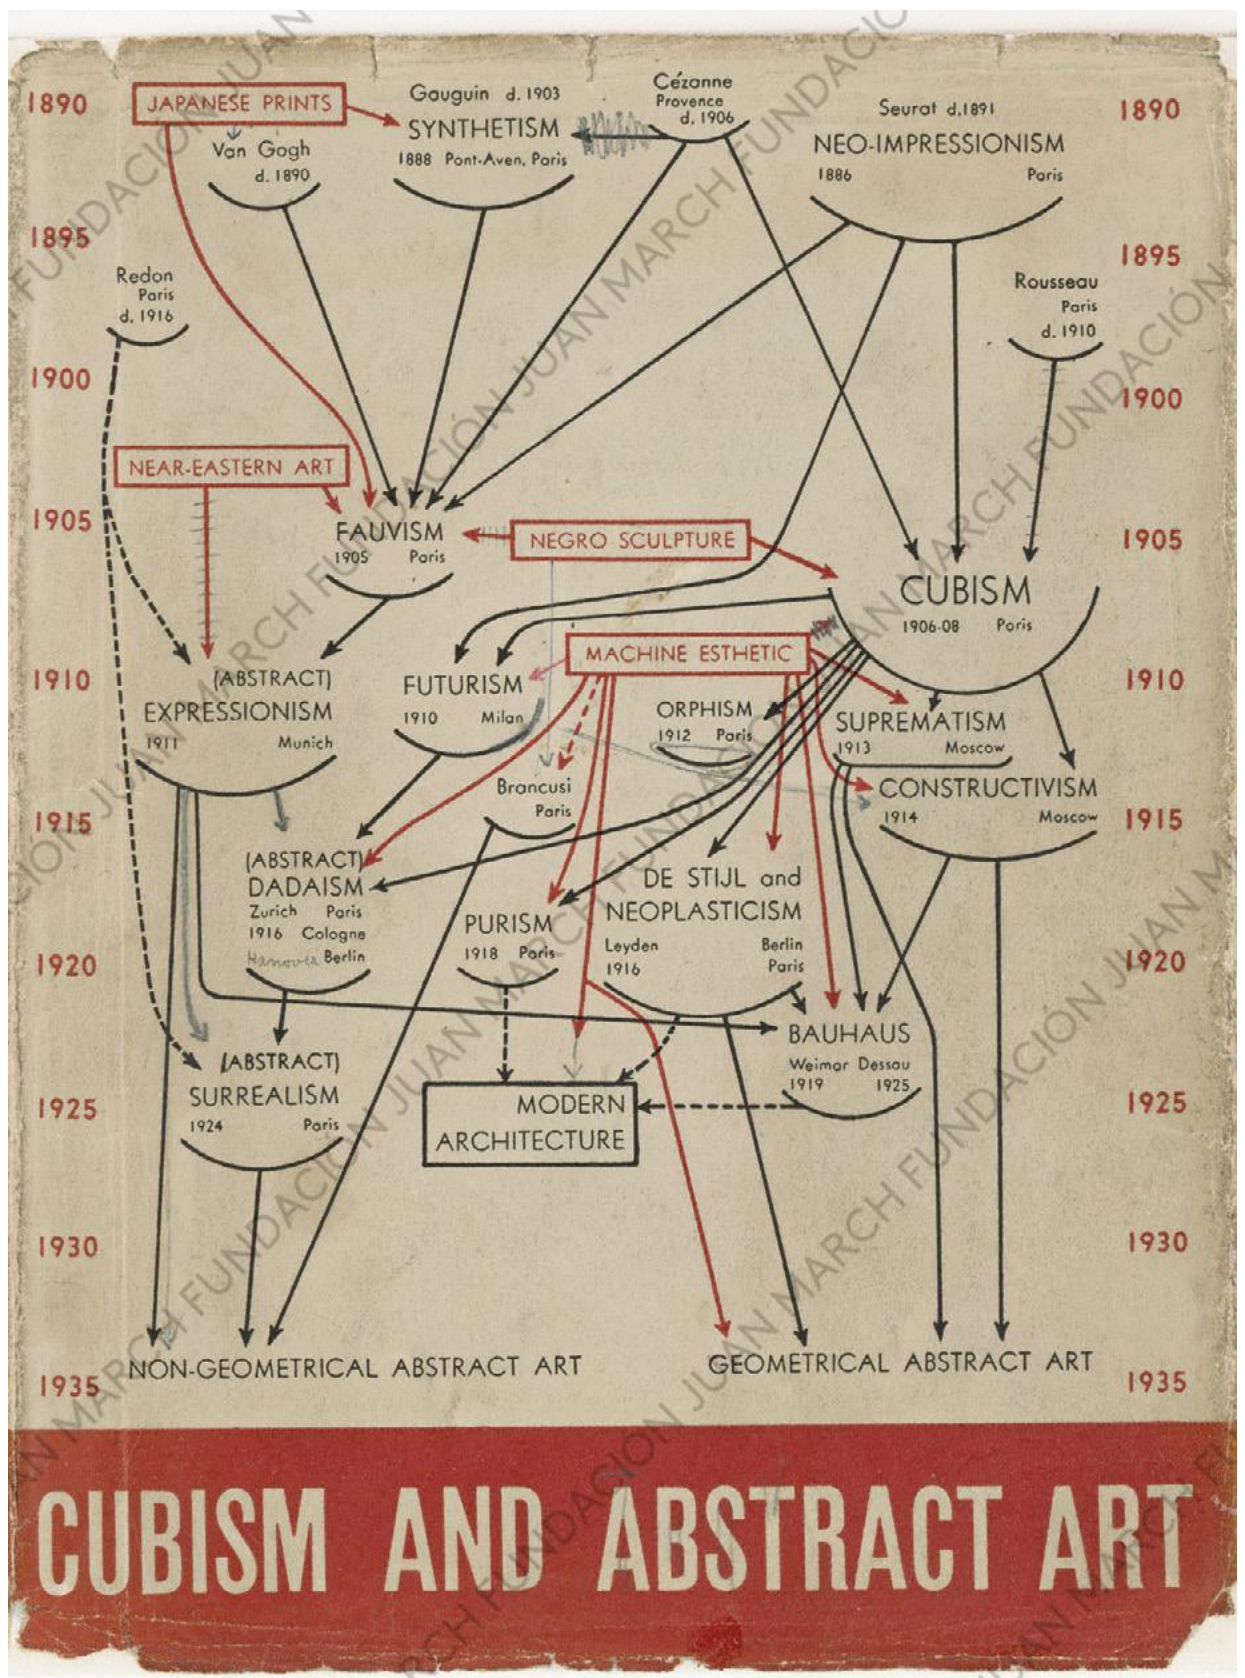 1890
JAPANESE PRINTS
Gauguin d. 1903
SYNTHETISM
1888 Pont-Aven, Paris
Cézanne
Provence
d. 1906
Seurat d.1891
NEO-IMPRESSIONISM
1886 Paris
1890
Van Gogh
d. 1890
1895
1895
Redon
Paris
d. 1916
Rousseau
Paris
d. 1910
1900
1900
NEAR-EASTERN ART
1905
FAUVISM
1905 Paris
NEGRO SCULPTURE
1905
CUBISM
1906-08 Paris
MACHINE ESTHETIC
1910
(ABSTRACT)
EXPRESSIONISM
1911 Munich
FUTURISM
1910 Milan
ORPHISM
1912 Paris
SUPREMATISM
1913 Moscow
1910
Brancusi
Paris
CONSTRUCTIVISM
1914 Moscow
1915
1915
(ABSTRACT)
DADAISM
Zurich Paris
1916 Cologne
Hanover Berlin
PURISM
1918 Paris
DE STIJL and
NEOPLASTICISM
Leyden Berlin
1916 Paris
1920
1920
BAUHAUS
Weimar Dessau
1919 1925
(ABSTRACT)
SURREALISM
1924 Paris
MODERN
ARCHITECTURE
1925
1925
1930
1930
NON-GEOMETRICAL ABSTRACT ART
GEOMETRICAL ABSTRACT ART
1935
1935
CUBISM AND ABSTRACT ART
FUNDACIÓN JUAN MARCH